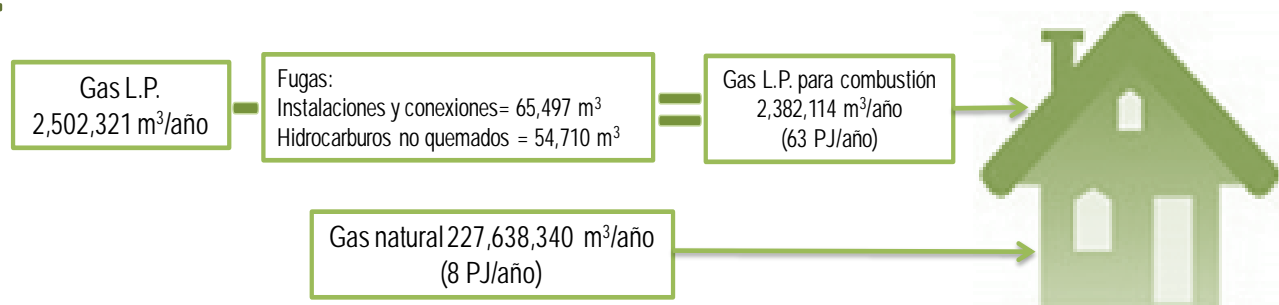 Gas L.P.
2,502,321 m³/año
Fugas:
Instalaciones y conexiones= 65,497 m³
Hidrocarburos no quemados = 54,710 m³
Gas L.P. para combustión
2,382,114 m³/año
(63 PJ/año)
Gas natural 227,638,340 m³/año
(8 PJ/año)